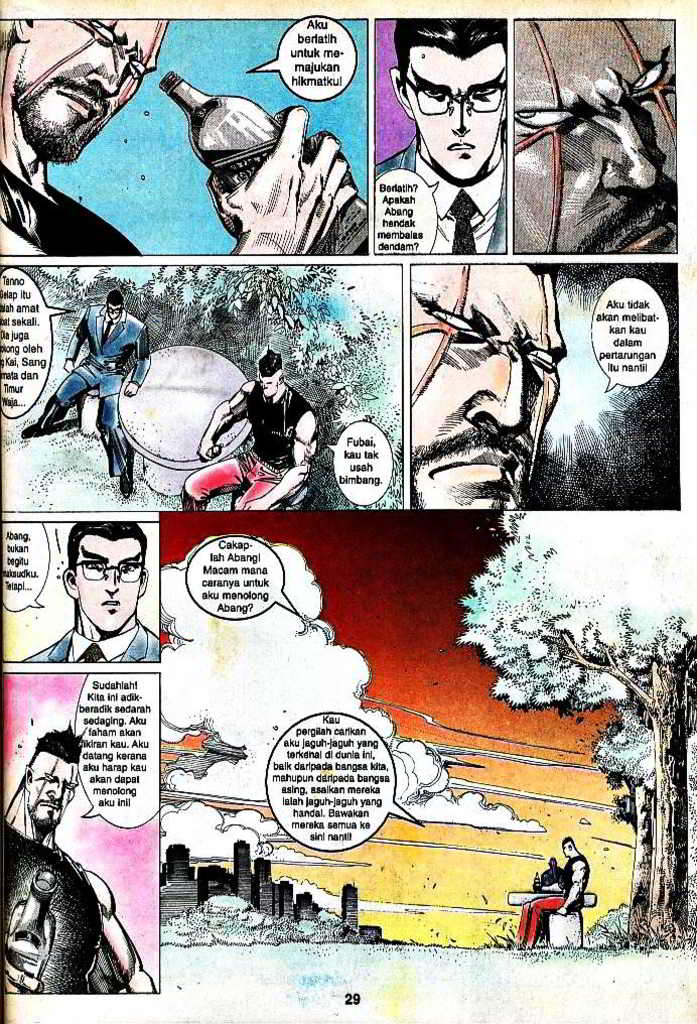 Aku
berlatih
untuk me-
majukan
hikmatku!
Berlatih?
Apakah
Abang
hendak
membalas
dendam?
Tanno
Gelap itu
lah amat
sekali.
Dia juga
olong oleh
Kai, Sang
mata dan
Timur
Waja...
Fubai,
kau tak
usah
bimbang.
Aku tidak
akan melibat-
kan kau
dalam
pertarungan
itu nanti!
Abang,
bukan
begitu
maksudku.
Tetapi...
Cakap-
lah Abang!
Macam mana
caranya untuk
aku menolong
Abang?
Sudahlah!
Kita ini adik-
beradik sedarah
sedaging. Aku
faham akan
fikiran kau. Aku
datang kerana
aku harap kau
akan dapat
menolong
aku ini!
Kau
pergilah carikan
aku jaguh-jaguh yang
terkenal di dunia ini,
baik daripada bangsa kita,
mahupun daripada bangsa
asing, asalkan mereka
ialah jaguh-jaguh yang
handal. Bawakan
mereka semua ke
sini nanti!
29